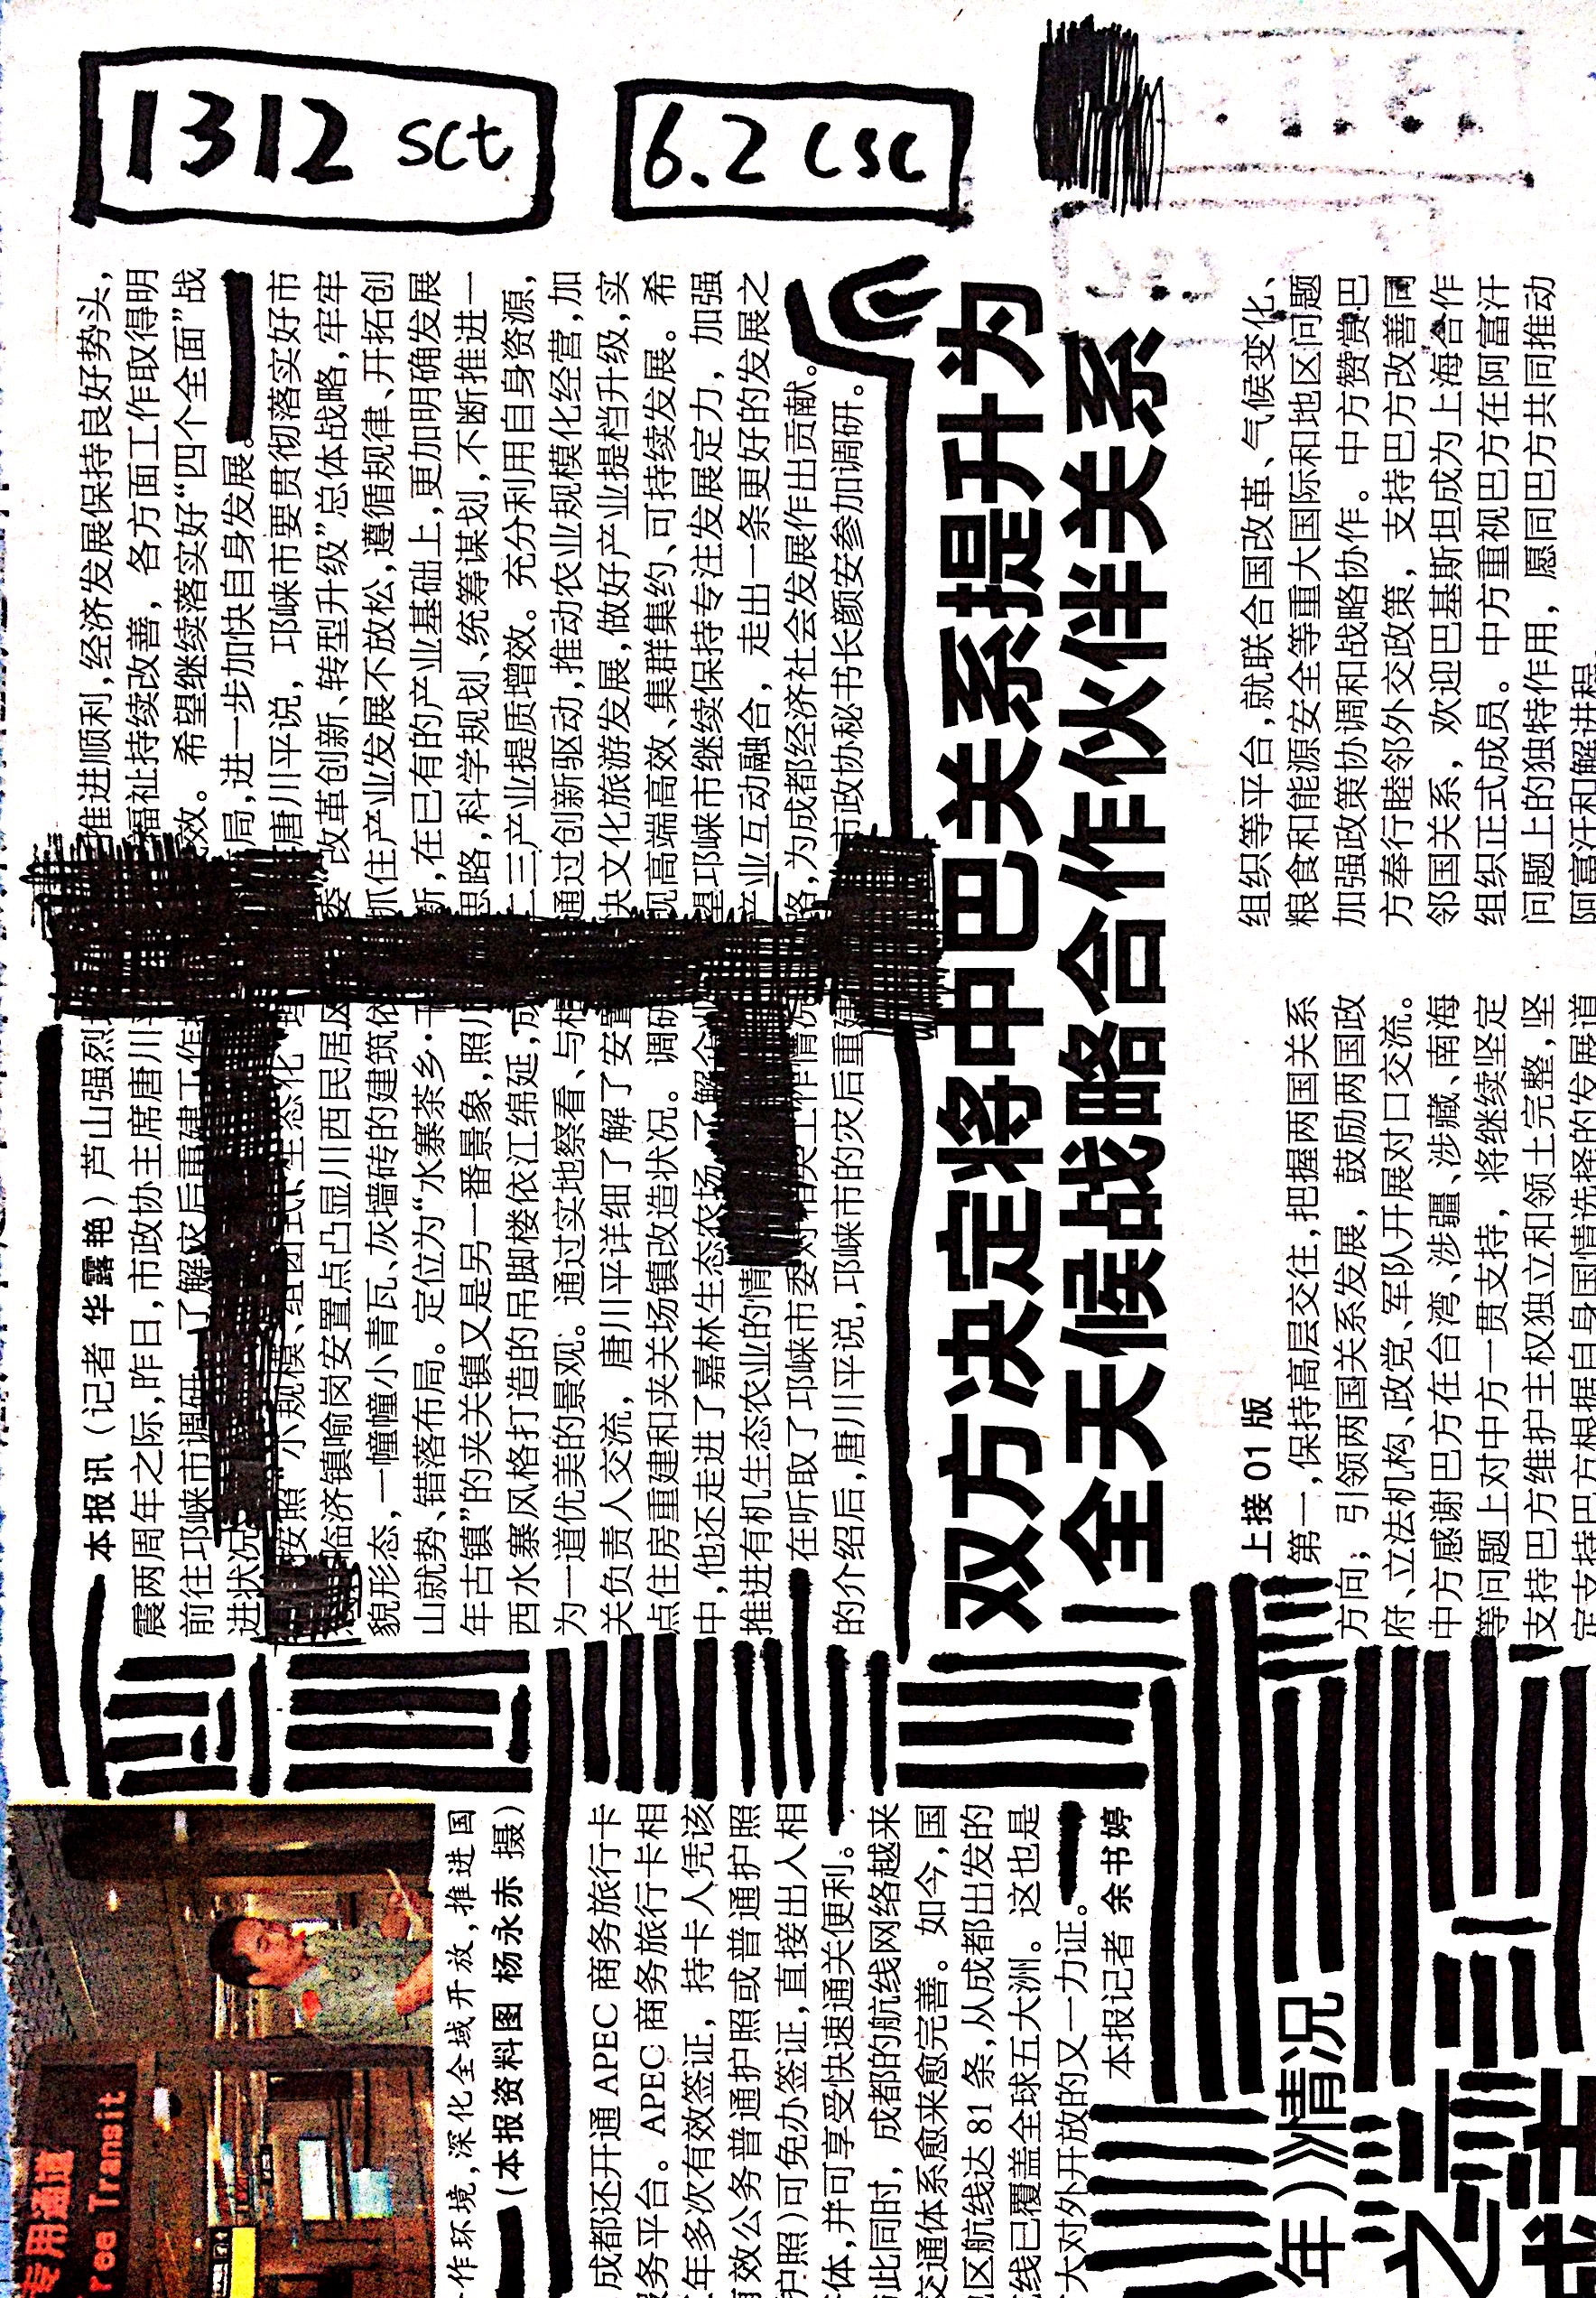 1312 sct
6.2 csc
本报讯（记者 华露艳）芦山强烈
震两周年之际，昨日，市政协主席唐川
前往邛崃市调研，了解灾后重建工作
进状况
按照“小规模、组团式、生态化”
临济镇喻岗安置点凸显川西民居风
貌形态，一幢幢小青瓦、灰墙砖的建筑依
山就势、错落布局。定位为“水寨茶乡·千
年古镇”的夹关镇又是另一番景象，照川
西水寨风格打造的吊脚楼依江绵延，成
为一道优美的景观。通过实地察看、与相
关负责人交流，唐川平详细了解了安置
点住房重建和夹关场镇改造状况。调研
中，他还走进了嘉林生态农场，了解企业
推进有机生态农业的情
在听取了邛崃市委对相关工作情况
的介绍后，唐川平说，邛崃市的灾后重建
推进顺利，经济发展保持良好势头，
福祉持续改善，各方面工作取得明
效。希望继续落实好“四个全面”战
局，进一步加快自身发展。
唐川平说，邛崃市要贯彻落实好市
委“改革创新、转型升级”总体战略，牢牢
抓住产业发展不放松，遵循规律、开拓创
新，在已有的产业基础上，更加明确发展
思路，科学规划、统筹谋划，不断推进一
二三产业提质增效。充分利用自身资源，
通过创新驱动，推动农业规模化经营，加
快文化旅游发展，做好产业提档升级，实
现高端高效、集群集约、可持续发展。希
望邛崃市继续保持专注发展定力，加强
产业互动融合，走出一条更好的发展之
路，为成都经济社会发展作出贡献。
市政协秘书长颜安参加调研。
双方决定将中巴关系提升为
全天候战略合作伙伴关系
上接 01 版
第一，保持高层交往，把握两国关系
方向；引领两国关系发展，鼓励两国政
府、立法机构、政党、军队开展对口交流。
中方感谢巴方在台湾、涉疆、涉藏、南海
等问题上对中方一贯支持，将继续坚定
支持巴方维护主权独立和领土完整，坚
定支持巴方根据自身国情选择的发展道
组织等平台，就联合国改革、气候变化、
粮食和能源安全等重大国际和地区问题
加强政策协调和战略协作。中方赞赏巴
方奉行睦邻外交政策，支持巴方改善同
邻国关系，欢迎巴基斯坦成为上海合作
组织正式成员。中方重视巴方在阿富汗
问题上的独特作用，愿同巴方共同推动
阿富汗和解进程。
专用通道
ree Transit
作环境，深化全域开放，推进国
（本报资料图 杨永赤 摄）
成都还开通 APEC 商务旅行卡
服务平台。APEC 商务旅行卡相
年多次有效签证，持卡人凭该
有效公务普通护照或普通护照
护照）可免办签证，直接出入相
体，并可享受快速通关便利。
此同时，成都的航线网络越来
交通体系愈来愈完善。如今，国
区航线达 81 条，从成都出发的
线已覆盖全球五大洲。这也是
大对外开放的又一力证。
本报记者 余书婷
年）》情况
之